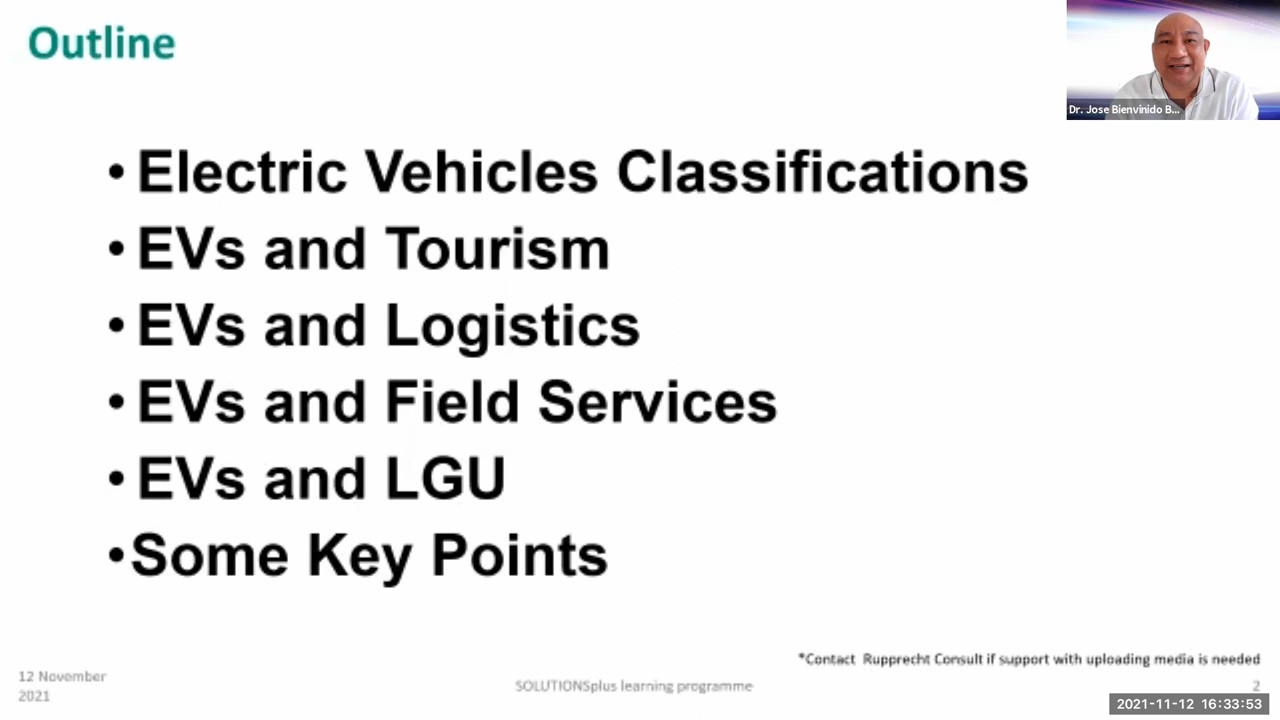 Outline
Dr. Jose Bienvinido B...
• Electric Vehicles Classifications
• EVs and Tourism
• EVs and Logistics
• EVs and Field Services
• EVs and LGU
• Some Key Points
*Contact Rupprecht Consult if support with uploading media is needed
12 November
2021
SOLUTIONSplus learning programme
2
2021-11-12 16:33:53